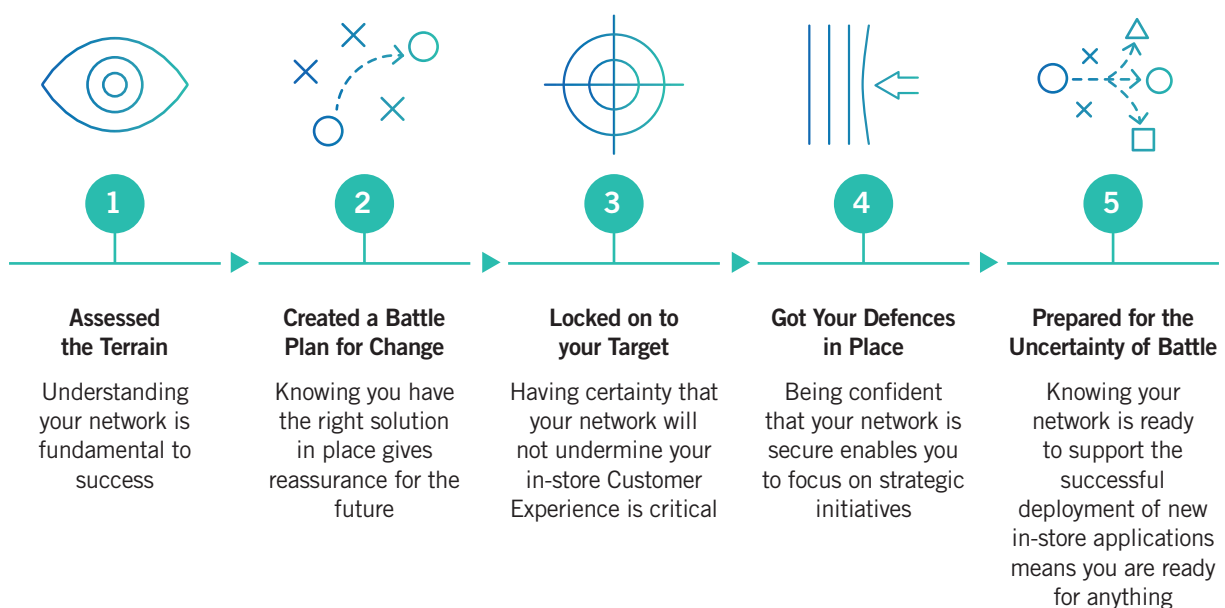 1
2
3
4
5
Assessed
the Terrain
Understanding
your network is
fundamental to
success
Created a Battle
Plan for Change
Knowing you have
the right solution
in place gives
reassurance for the
future
Locked on to
your Target
Having certainty that
your network will
not undermine your
in-store Customer
Experience is critical
Got Your Defences
in Place
Being confident
that your network is
secure enables you
to focus on strategic
initiatives
Prepared for the
Uncertainty of Battle
Knowing your
network is ready
to support the
successful
deployment of new
in-store applications
means you are ready
for anything